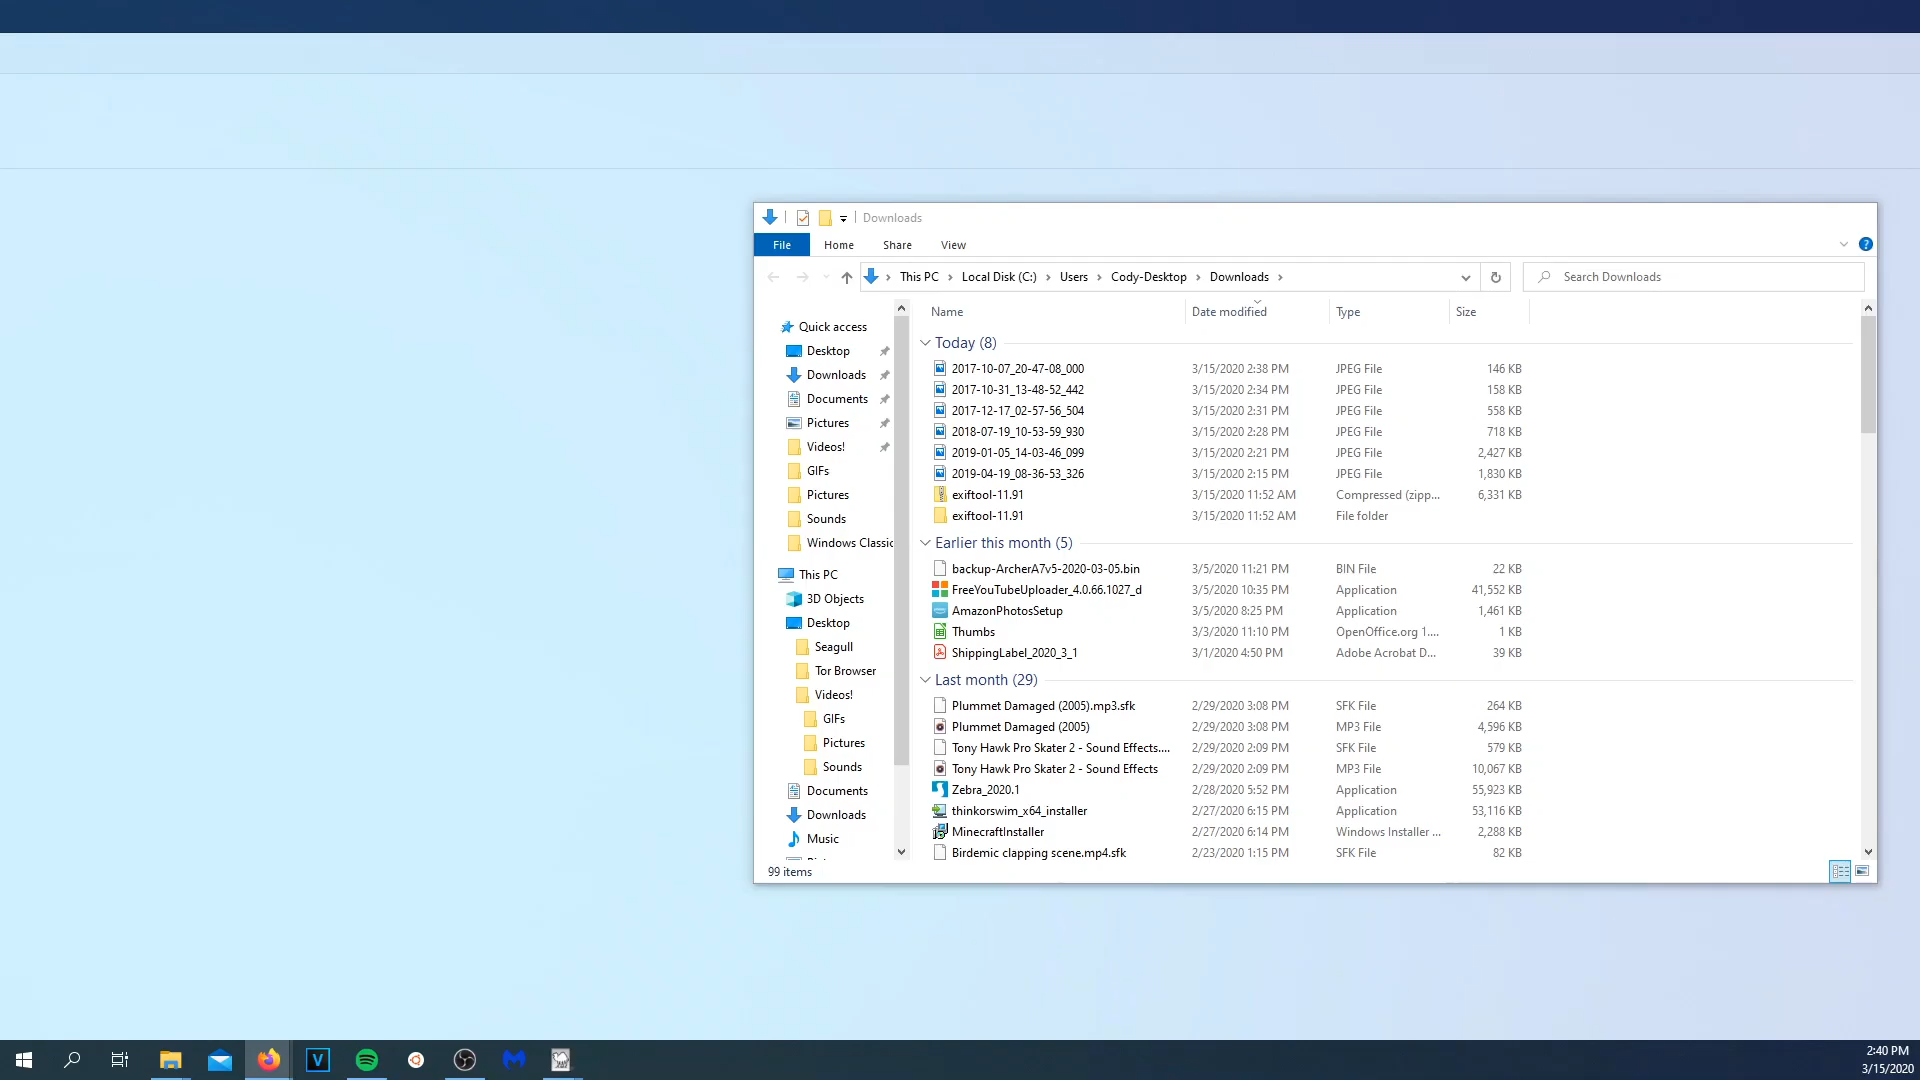 Downloads
File Home Share View
This PC Local Disk (C:) Users Cody-Desktop Downloads
Search Downloads
Quick access
Desktop
Downloads
Documents
Pictures
Videos!
GIFs
Pictures
Sounds
Windows Classic
This PC
3D Objects
Desktop
Seagull
Tor Browser
Videos!
GIFs
Pictures
Sounds
Documents
Downloads
Music
Name Date modified Type Size
Today (8)
2017-10-07_20-47-08_000 3/15/2020 2:38 PM JPEG File 146 KB
2017-10-31_13-48-52_442 3/15/2020 2:34 PM JPEG File 158 KB
2017-12-17_02-57-56_504 3/15/2020 2:31 PM JPEG File 558 KB
2018-07-19_10-53-59_930 3/15/2020 2:28 PM JPEG File 718 KB
2019-01-05_14-03-46_099 3/15/2020 2:21 PM JPEG File 2,427 KB
2019-04-19_08-36-53_326 3/15/2020 2:15 PM JPEG File 1,830 KB
exiftool-11.91 3/15/2020 11:52 AM Compressed (zipp... 6,331 KB
exiftool-11.91 3/15/2020 11:52 AM File folder
Earlier this month (5)
backup-ArcherA7v5-2020-03-05.bin 3/5/2020 11:21 PM BIN File 22 KB
FreeYouTubeUploader_4.0.66.1027_d 3/5/2020 10:35 PM Application 41,552 KB
AmazonPhotosSetup 3/5/2020 8:25 PM Application 1,461 KB
Thumbs 3/3/2020 11:10 PM OpenOffice.org 1.... 1 KB
ShippingLabel_2020_3_1 3/1/2020 4:50 PM Adobe Acrobat D... 39 KB
Last month (29)
Plummet Damaged (2005).mp3.sfk 2/29/2020 3:08 PM SFK File 264 KB
Plummet Damaged (2005) 2/29/2020 3:08 PM MP3 File 4,596 KB
Tony Hawk Pro Skater 2 - Sound Effects.... 2/29/2020 2:09 PM SFK File 579 KB
Tony Hawk Pro Skater 2 - Sound Effects 2/29/2020 2:09 PM MP3 File 10,067 KB
Zebra_2020.1 2/28/2020 5:52 PM Application 55,923 KB
thinkorswim_x64_installer 2/27/2020 6:15 PM Application 53,116 KB
MinecraftInstaller 2/27/2020 6:14 PM Windows Installer ... 2,288 KB
Birdemic clapping scene.mp4.sfk 2/23/2020 1:15 PM SFK File 82 KB
99 items
2:40 PM
3/15/2020